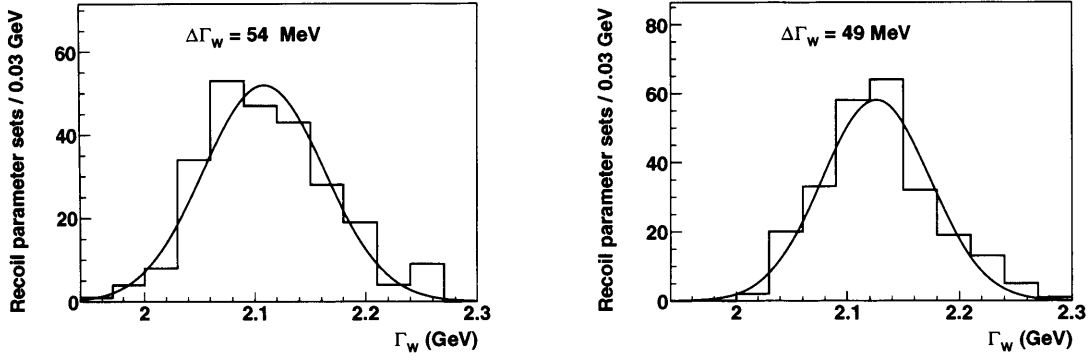 Recoil parameter sets / 0.03 GeV
60
40
20
0
ΔΓ_W = 54 MeV
2
2.1
2.2
2.3
Γ_W (GeV)
Recoil parameter sets / 0.03 GeV
80
60
40
20
0
ΔΓ_W = 49 MeV
2
2.1
2.2
2.3
Γ_W (GeV)